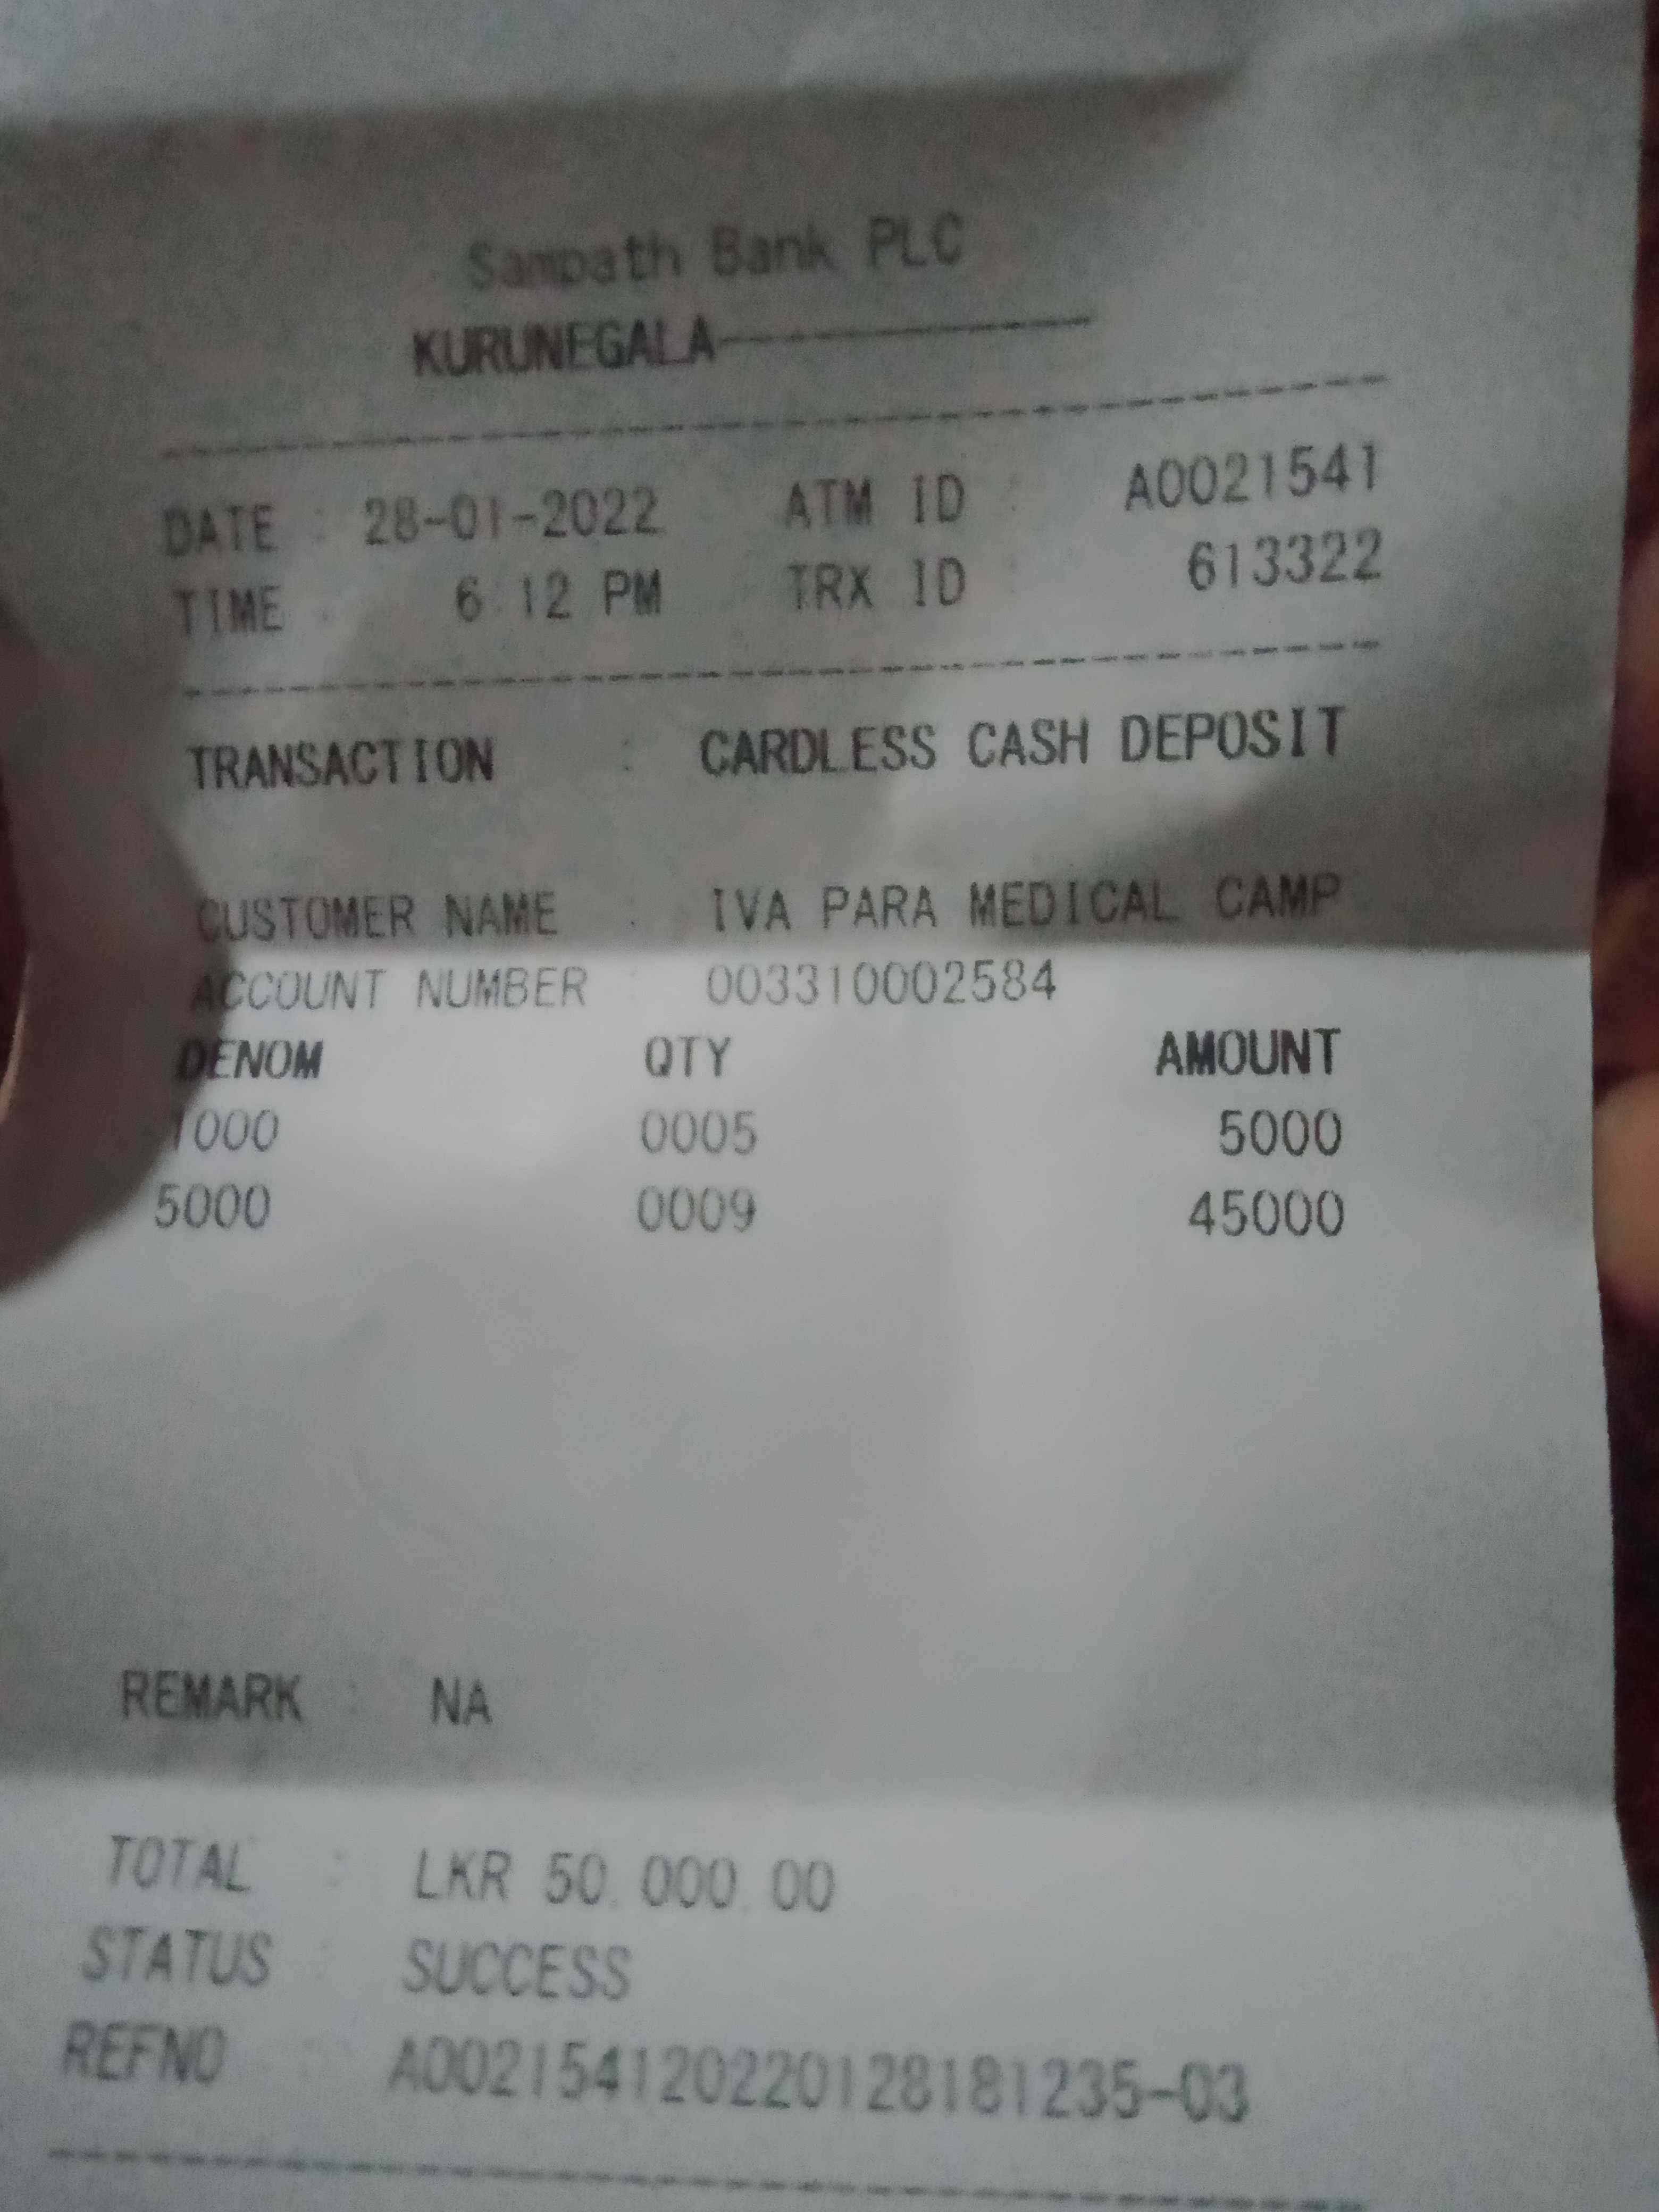 Sampath Bank PLC
KURUNEGALA---------------
--------------------------------------------
DATE : 28-01-2022 ATM ID : A0021541
TIME : 6:12 PM TRX ID : 613322
--------------------------------------------
TRANSACTION : CARDLESS CASH DEPOSIT
CUSTOMER NAME : IVA PARA MEDICAL CAMP
ACCOUNT NUMBER : 003310002584
DENOM QTY AMOUNT
1000 0005 5000
5000 0009 45000
REMARK : NA
TOTAL : LKR 50,000.00
STATUS : SUCCESS
REFNO : A002154120220128181235-03
--------------------------------------------